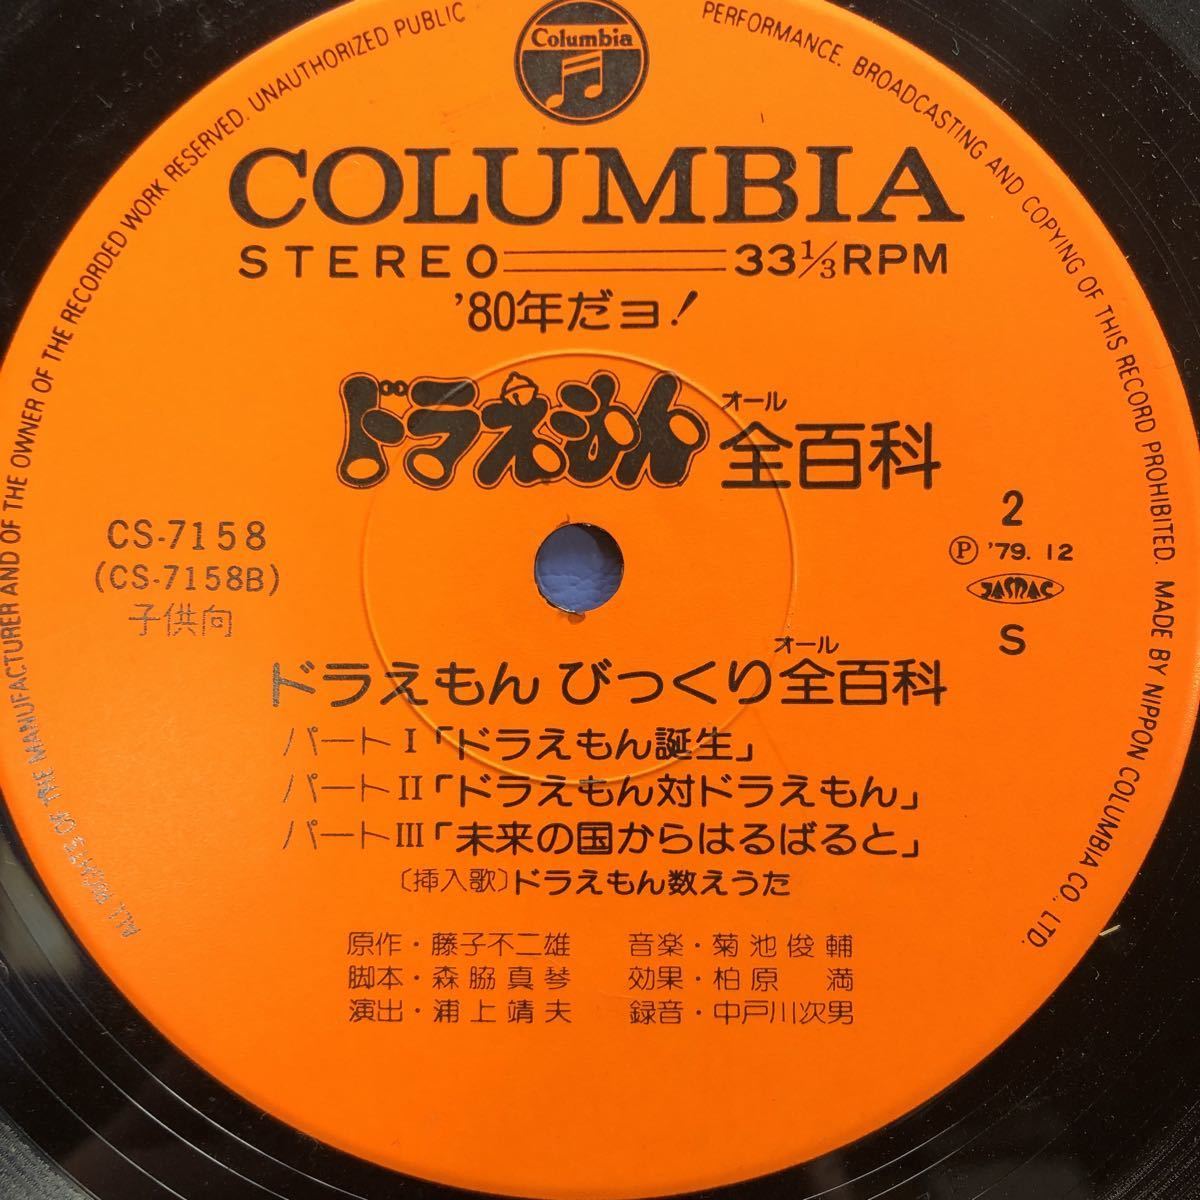 ALL RIGHTS OF THE MANUFACTURER AND OF THE OWNER OF THE RECORDED WORK RESERVED. UNAUTHORIZED PUBLIC PERFORMANCE. BROADCASTING AND COPYING OF THIS RECORD PROHIBITED. MADE BY NIPPON COLUMBIA CO., LTD.
Columbia
COLUMBIA
STEREO 33⅓RPM
'80年だヨ!
ドラえもん 全百科
オール
CS-7158
(CS-7158B)
子供向
2
Ⓟ '79. 12
JASRAC
S
オール
ドラえもん びっくり全百科
パートⅠ「ドラえもん誕生」
パートⅡ「ドラえもん対ドラえもん」
パートⅢ「未来の国からはるばると」
〔挿入歌〕ドラえもん数えうた
原作・藤子不二雄 音楽・菊池俊輔
脚本・森脇真琴 効果・柏原 満
演出・浦上靖夫 録音・中戸川次男